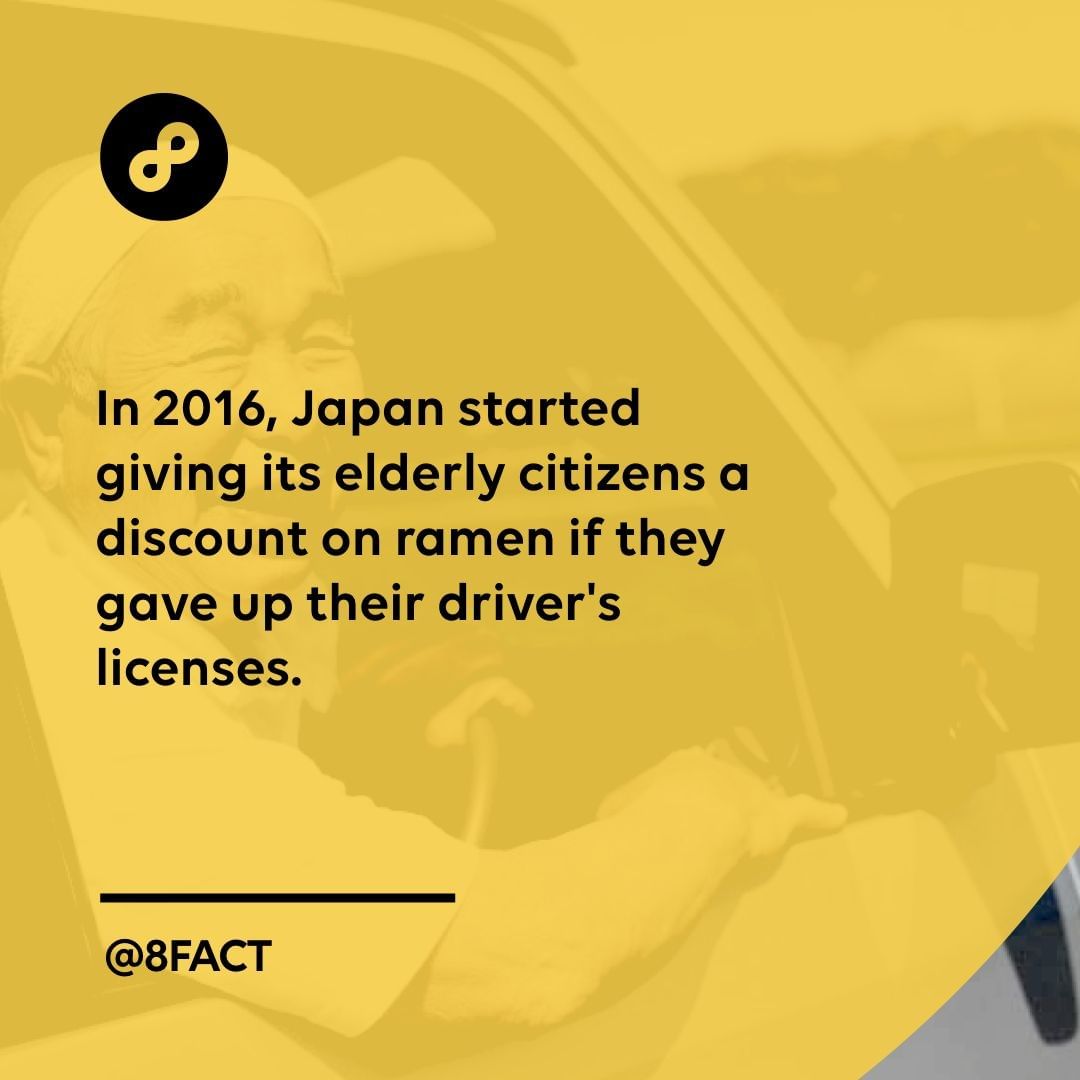 In 2016, Japan started
giving its elderly citizens a
discount on ramen if they
gave up their driver's
licenses.
@8FACT